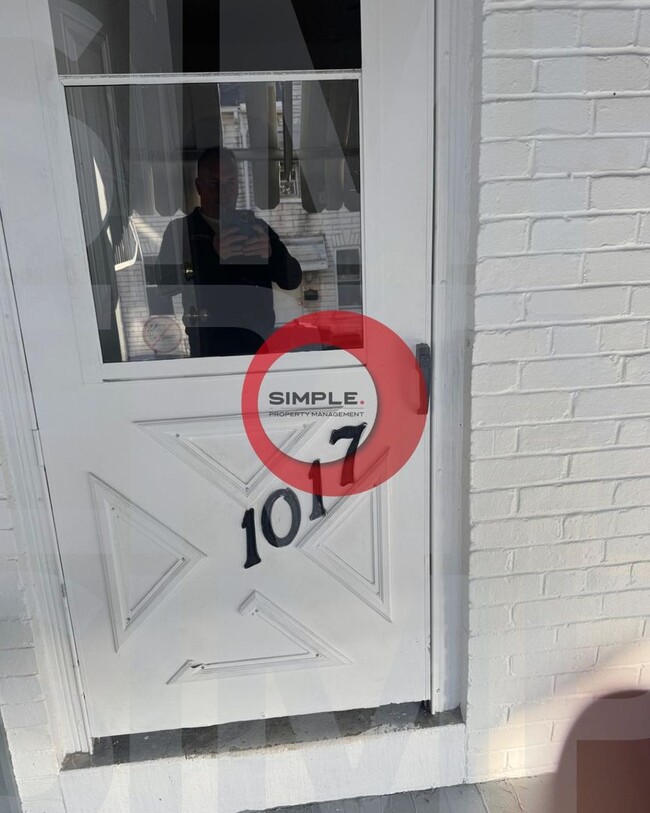 SIMPLE.
PROPERTY MANAGEMENT
1017